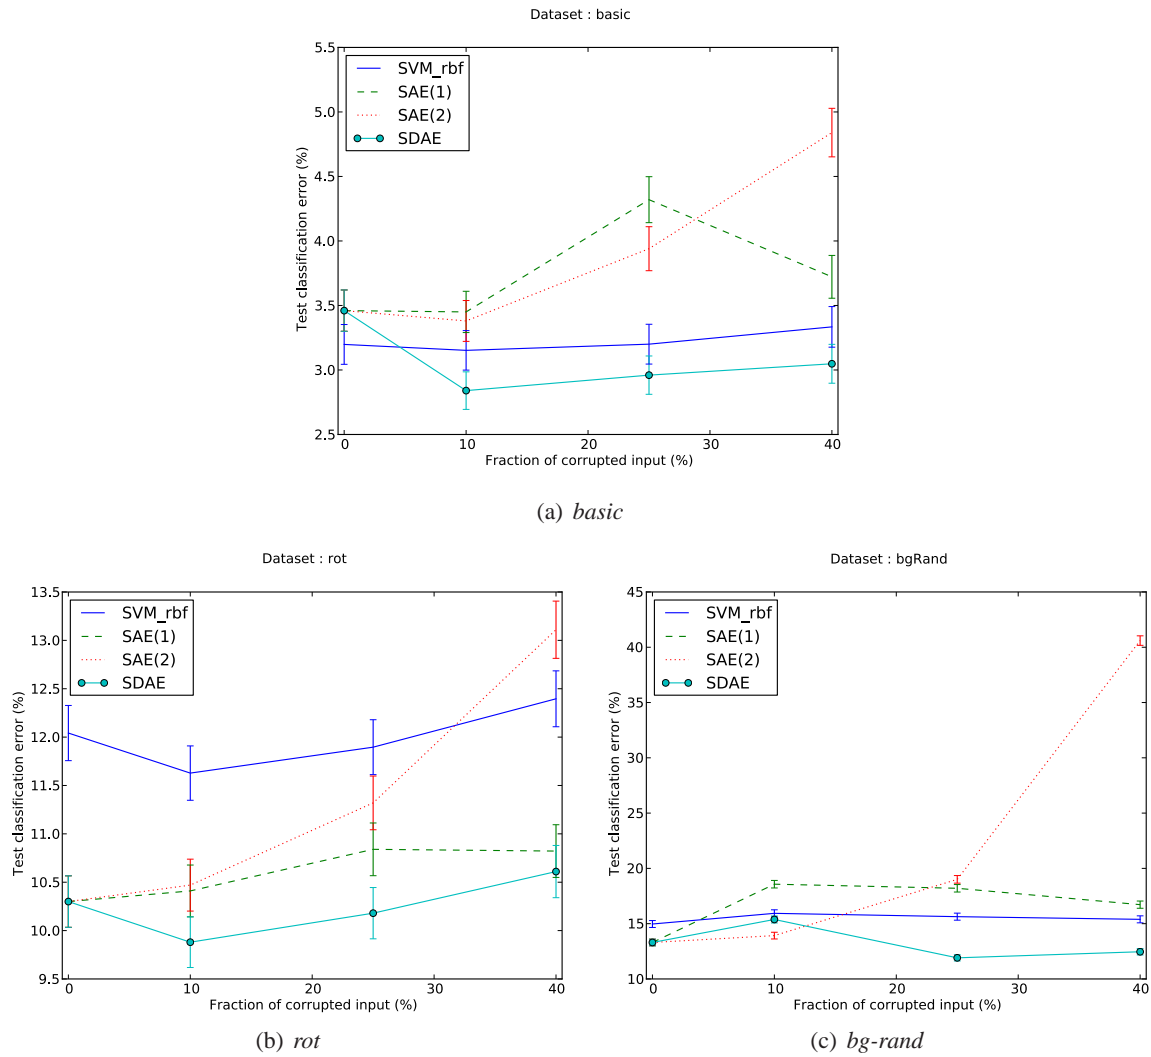 Dataset : basic
5.5
5.0
4.5
4.0
3.5
3.0
2.5
Test classification error (%)
SVM_rbf
SAE(1)
SAE(2)
SDAE
0 10 20 30 40
Fraction of corrupted input (%)
(a) basic
Dataset : rot
13.5
13.0
12.5
12.0
11.5
11.0
10.5
10.0
9.5
Test classification error (%)
SVM_rbf
SAE(1)
SAE(2)
SDAE
0 10 20 30 40
Fraction of corrupted input (%)
(b) rot
Dataset : bgRand
45
40
35
30
25
20
15
10
Test classification error (%)
SVM_rbf
SAE(1)
SAE(2)
SDAE
0 10 20 30 40
Fraction of corrupted input (%)
(c) bg-rand